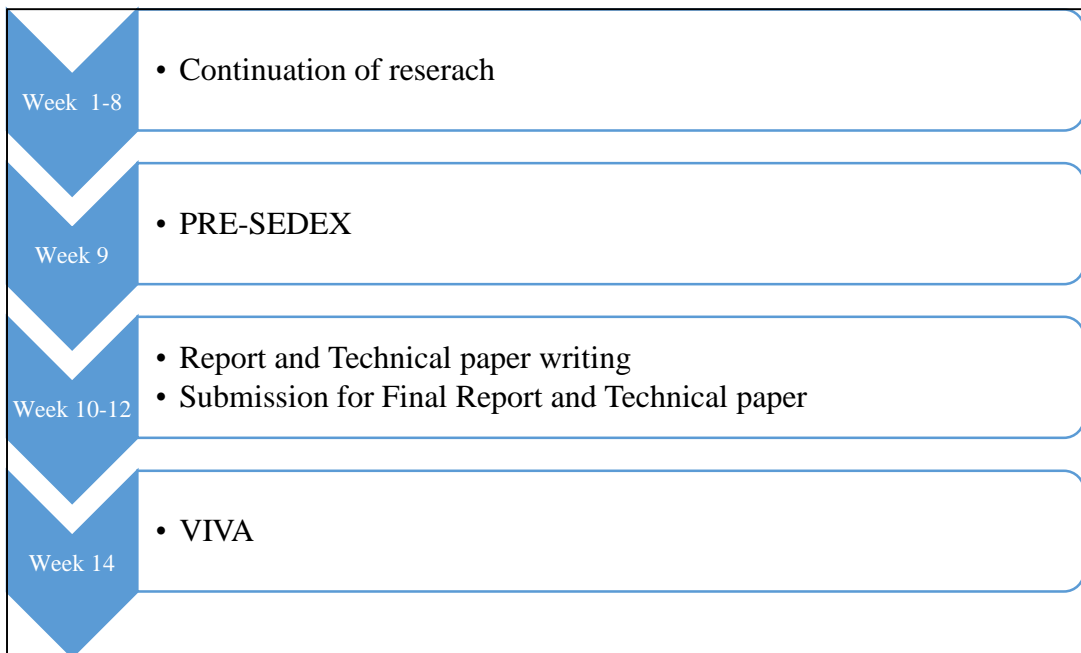 Week 1-8
• Continuation of reserach
Week 9
• PRE-SEDEX
Week 10-12
• Report and Technical paper writing
• Submission for Final Report and Technical paper
Week 14
• VIVA